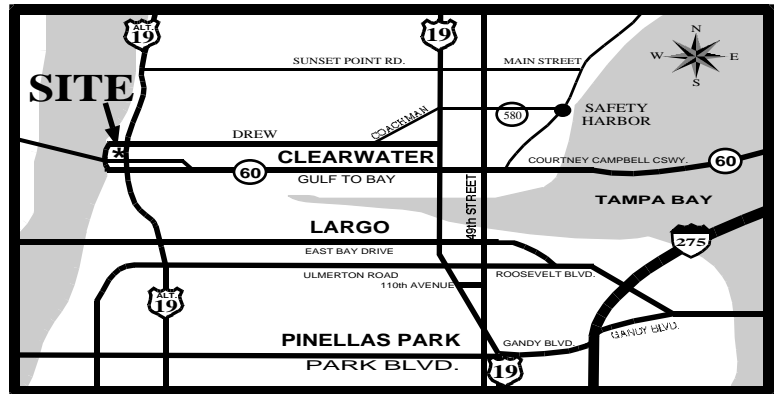 ALT.
19
19
N
W E
S
SUNSET POINT RD.
MAIN STREET
SITE
COACHMAN
580
SAFETY
HARBOR
DREW
*
CLEARWATER
COURTNEY CAMPBELL CSWY.
60
60
GULF TO BAY
49th STREET
TAMPA BAY
LARGO
275
EAST BAY DRIVE
ULMERTON ROAD
ROOSEVELT BLVD.
110th AVENUE
ALT.
19
GANDY BLVD.
PINELLAS PARK
GANDY BLVD.
PARK BLVD.
19